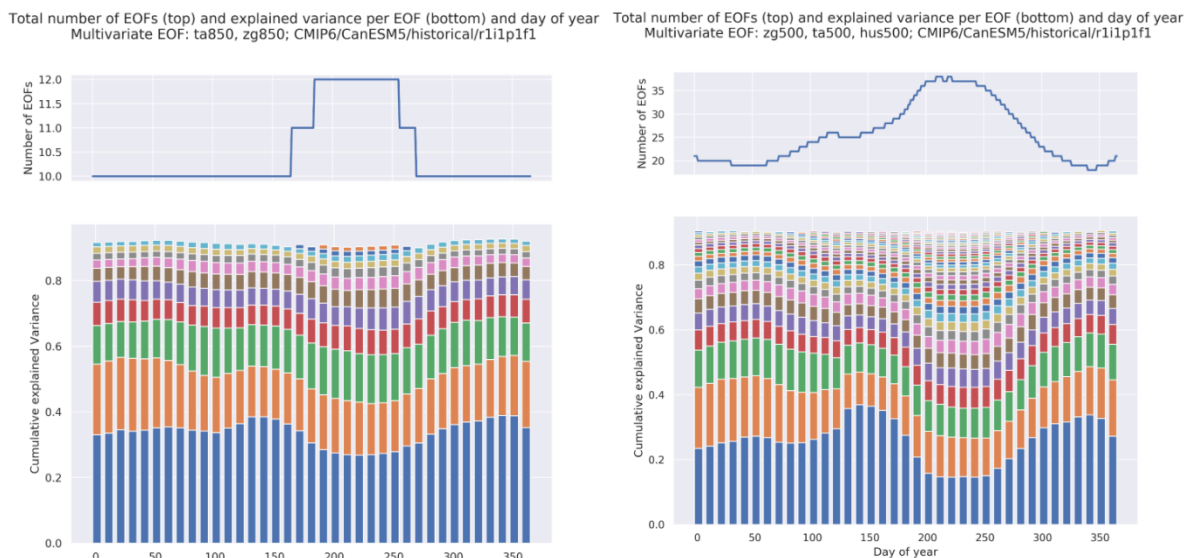 Total number of EOFs (top) and explained variance per EOF (bottom) and day of year
Multivariate EOF: ta850, zg850; CMIP6/CanESM5/historical/r1i1p1f1
12.0
11.5
11.0
10.5
10.0
Number of EOFs
0.8
0.6
0.4
0.2
0.0
Cumulative explained Variance
0 50 100 150 200 250 300 350
Total number of EOFs (top) and explained variance per EOF (bottom) and day of year
Multivariate EOF: zg500, ta500, hus500; CMIP6/CanESM5/historical/r1i1p1f1
35
30
25
20
Number of EOFs
0.8
0.6
0.4
0.2
0.0
Cumulative explained Variance
0 50 100 150 200 250 300 350
Day of year